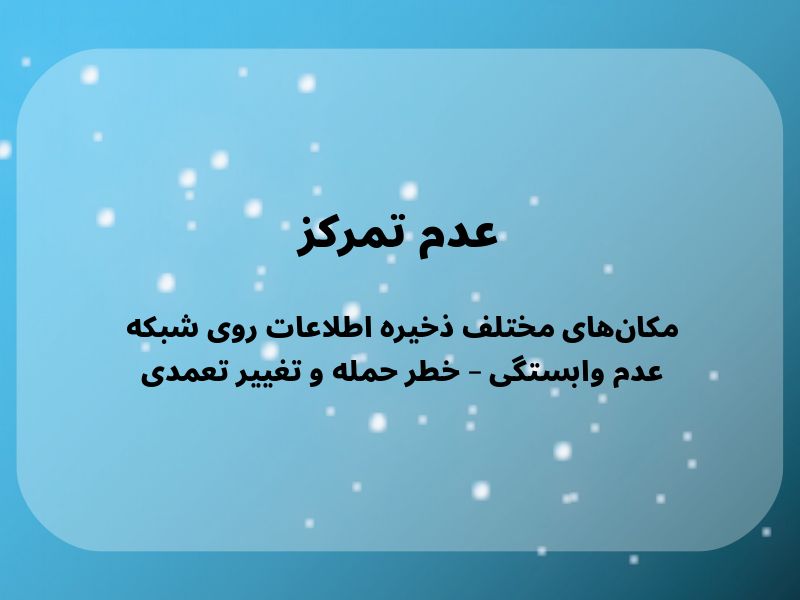 عدم تمرکز
مکان‌های مختلف ذخیره اطلاعات روی شبکه
عدم وابستگی – خطر حمله و تغییر تعمدی